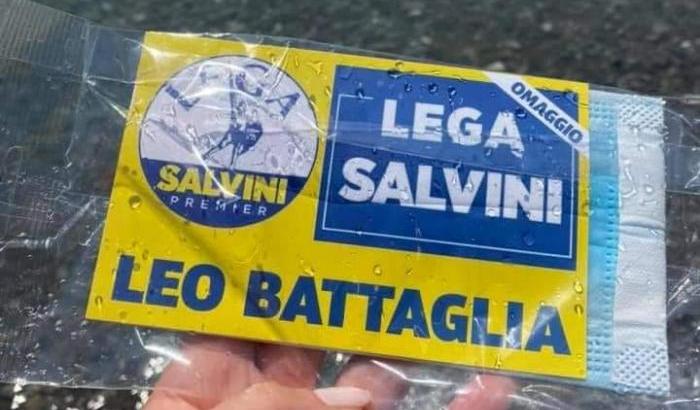 LEGA
SALVINI
PREMIER
LEGA
SALVINI
OMAGGIO
LEO BATTAGLIA